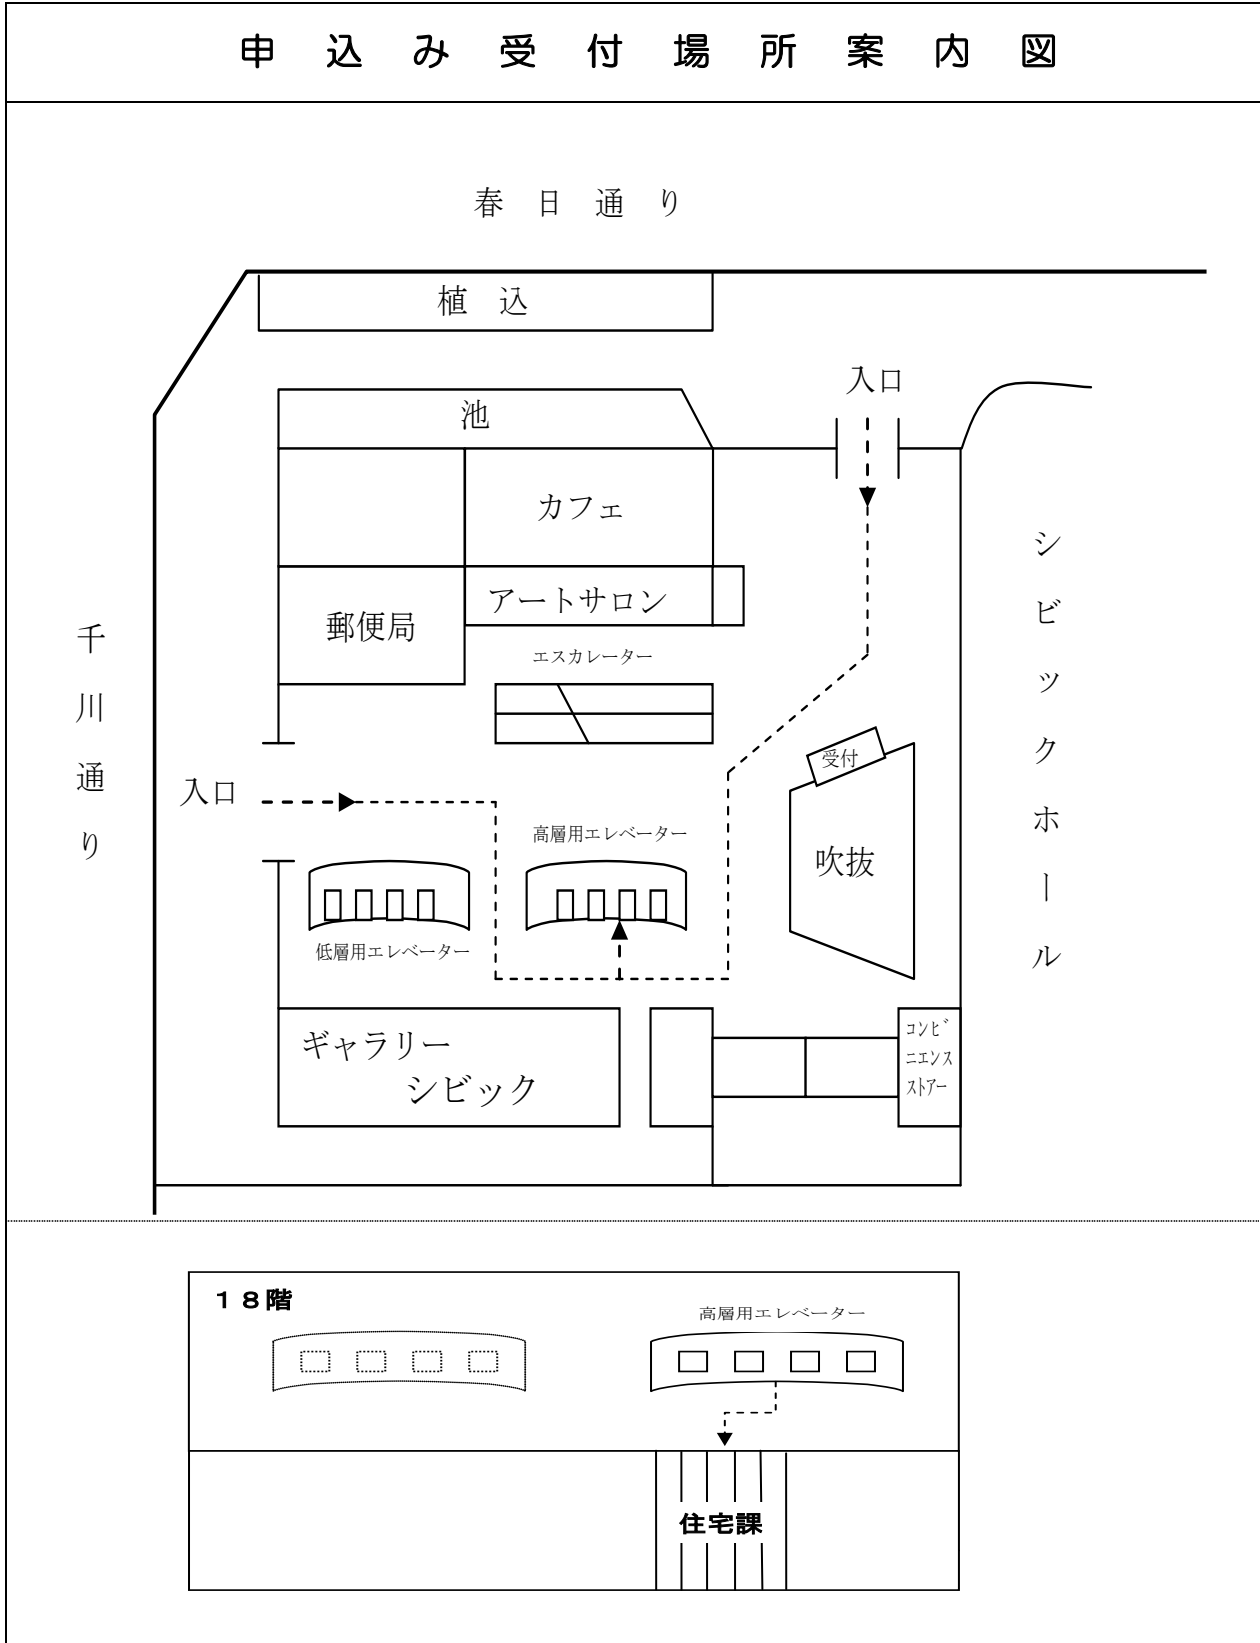 申込み受付場所案内図
春日通り
植込
入口
池
カフェ
アートサロン
郵便局
エスカレーター
シビックホール
千川通り
受付
入口
高層用エレベーター
吹抜
低層用エレベーター
ギャラリー
シビック
コンビ
ニエンス
ストアー
18階
高層用エレベーター
住宅課